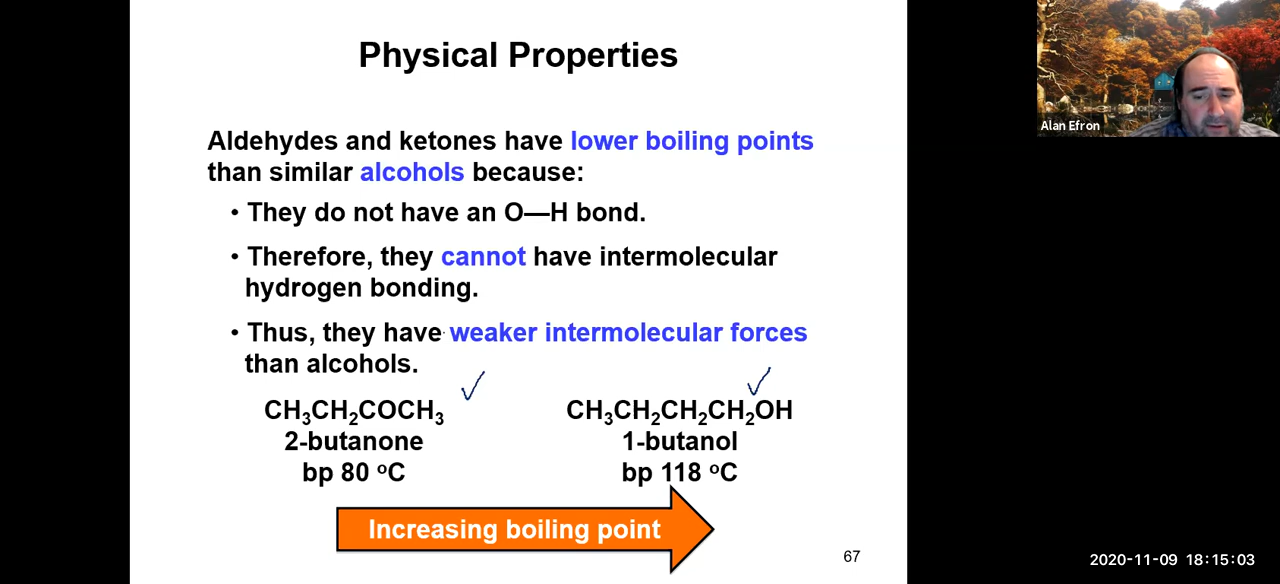 Physical Properties
Aldehydes and ketones have lower boiling points
than similar alcohols because:
• They do not have an O—H bond.
• Therefore, they cannot have intermolecular
hydrogen bonding.
• Thus, they have weaker intermolecular forces
than alcohols.
CH₃CH₂COCH₃
2-butanone
bp 80 ºC
CH₃CH₂CH₂CH₂OH
1-butanol
bp 118 ºC
Increasing boiling point
67
Alan Efron
2020-11-09 18:15:03